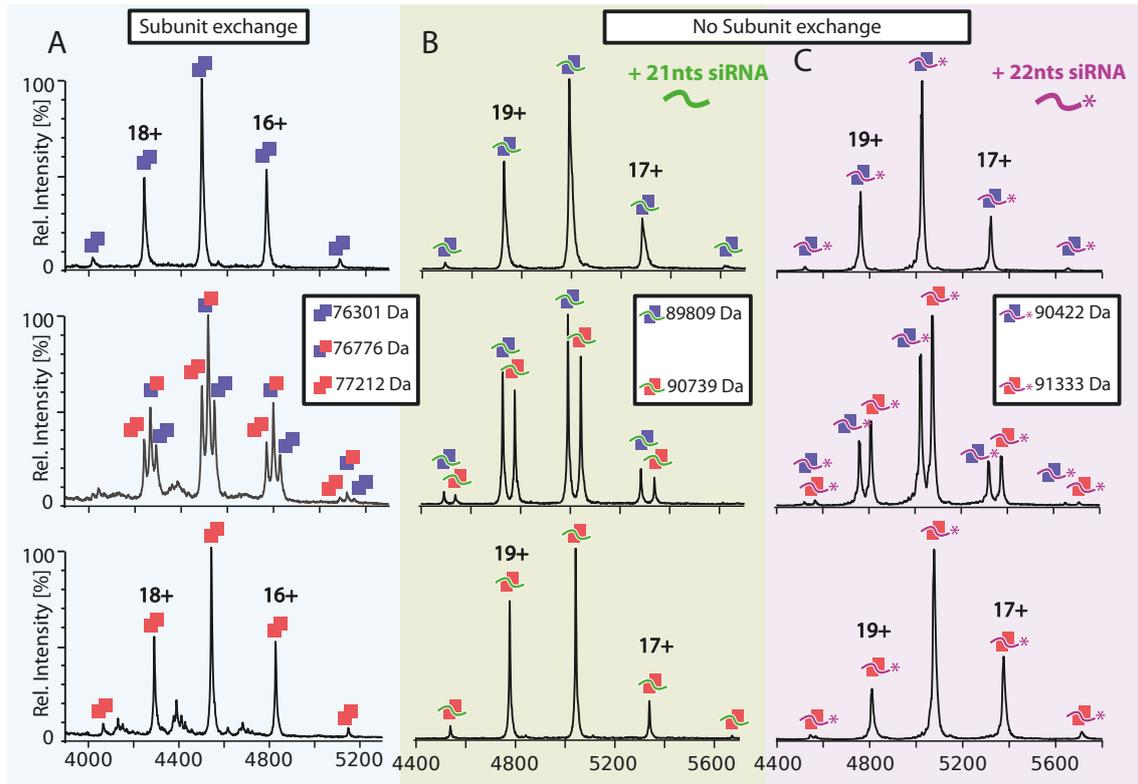 Subunit exchange
No Subunit exchange
A
B
C
+ 21nts siRNA
+ 22nts siRNA
*
Rel. Intensity [%]
100
0
18+
16+
*
*
*
*
*
19+
17+
19+
17+
Rel. Intensity [%]
100
0
76301 Da
76776 Da
77212 Da
89809 Da
90739 Da
* 90422 Da
* 91333 Da
*
*
*
*
*
*
*
*
*
*
Rel. Intensity [%]
100
0
18+
16+
19+
17+
19+
17+
*
*
*
*
*
4000 4400 4800 5200
4400 4800 5200 5600
4400 4800 5200 5600